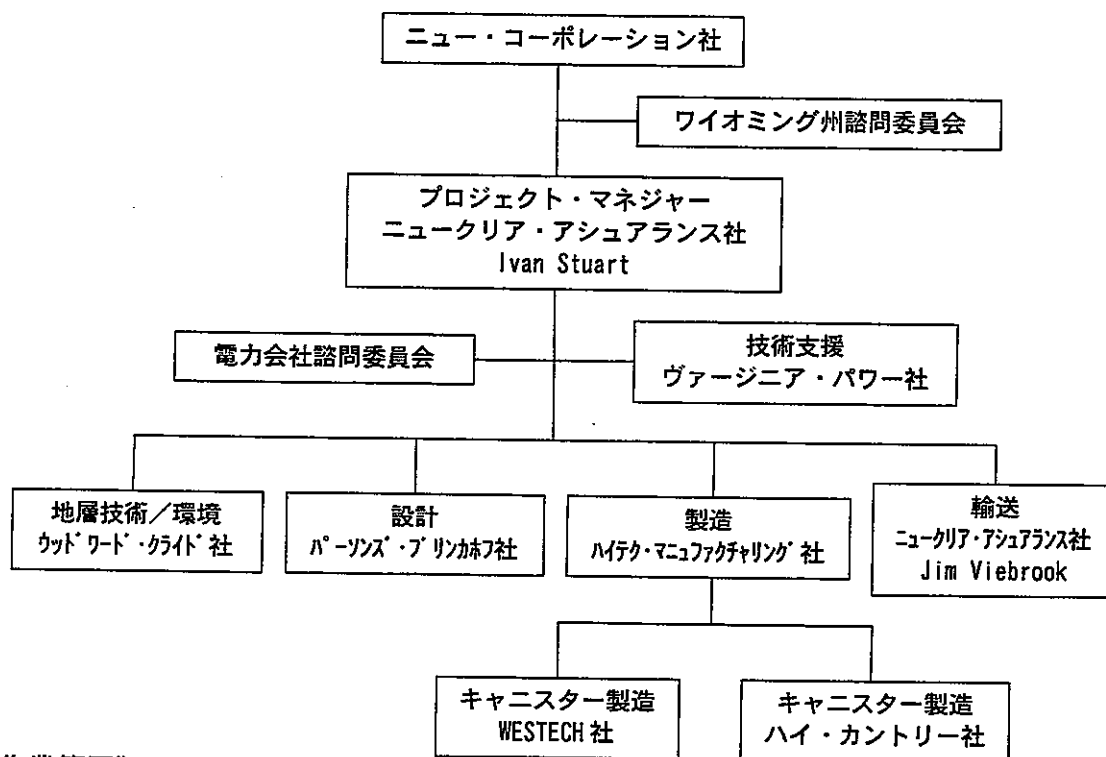 ニュー・コーポレーション社
ワイオミング州諮問委員会
プロジェクト・マネジャー
ニュークリア・アシュアランス社
Ivan Stuart
電力会社諮問委員会
技術支援
ヴァージニア・パワー社
地層技術／環境
ウッドワード・クライド社
設計
パーソンズ・ブリンカホフ社
製造
ハイテク・マニュファクチャリング社
輸送
ニュークリア・アシュアランス社
Jim Viebrook
キャニスター製造
WESTECH社
キャニスター製造
ハイ・カントリー社